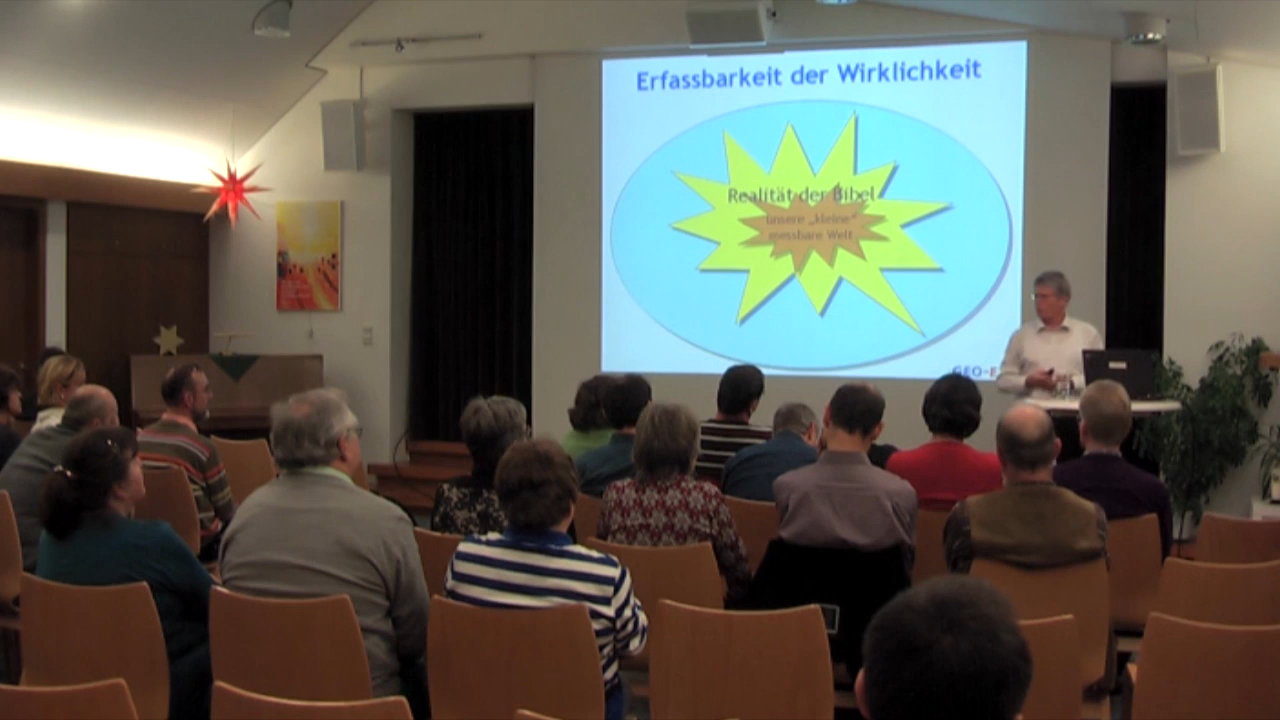 Erfassbarkeit der Wirklichkeit
Realität der Bibel
unsere „kleine“
messbare Welt